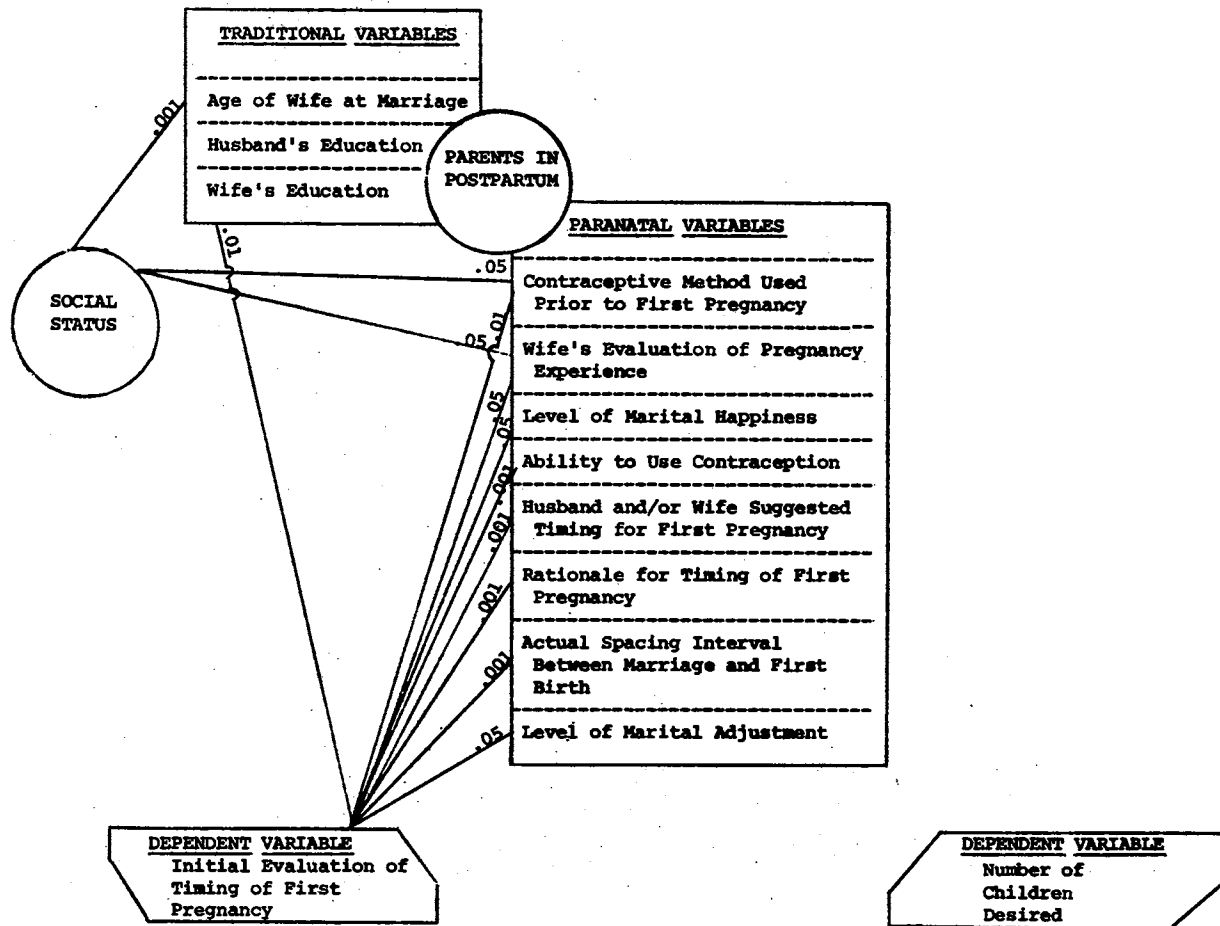 TRADITIONAL VARIABLES
Age of Wife at Marriage
Husband's Education
Wife's Education
PARENTS IN
POSTPARTUM
.001
.01
SOCIAL
STATUS
PARANATAL VARIABLES
.05
Contraceptive Method Used
Prior to First Pregnancy
.05
.01
Wife's Evaluation of Pregnancy
Experience
.05
Level of Marital Happiness
.05
Ability to Use Contraception
.001
Husband and/or Wife Suggested
Timing for First Pregnancy
.001
Rationale for Timing of First
Pregnancy
.001
Actual Spacing Interval
Between Marriage and First
Birth
.001
Level of Marital Adjustment
.05
DEPENDENT VARIABLE
Initial Evaluation of
Timing of First
Pregnancy
DEPENDENT VARIABLE
Number of
Children
Desired